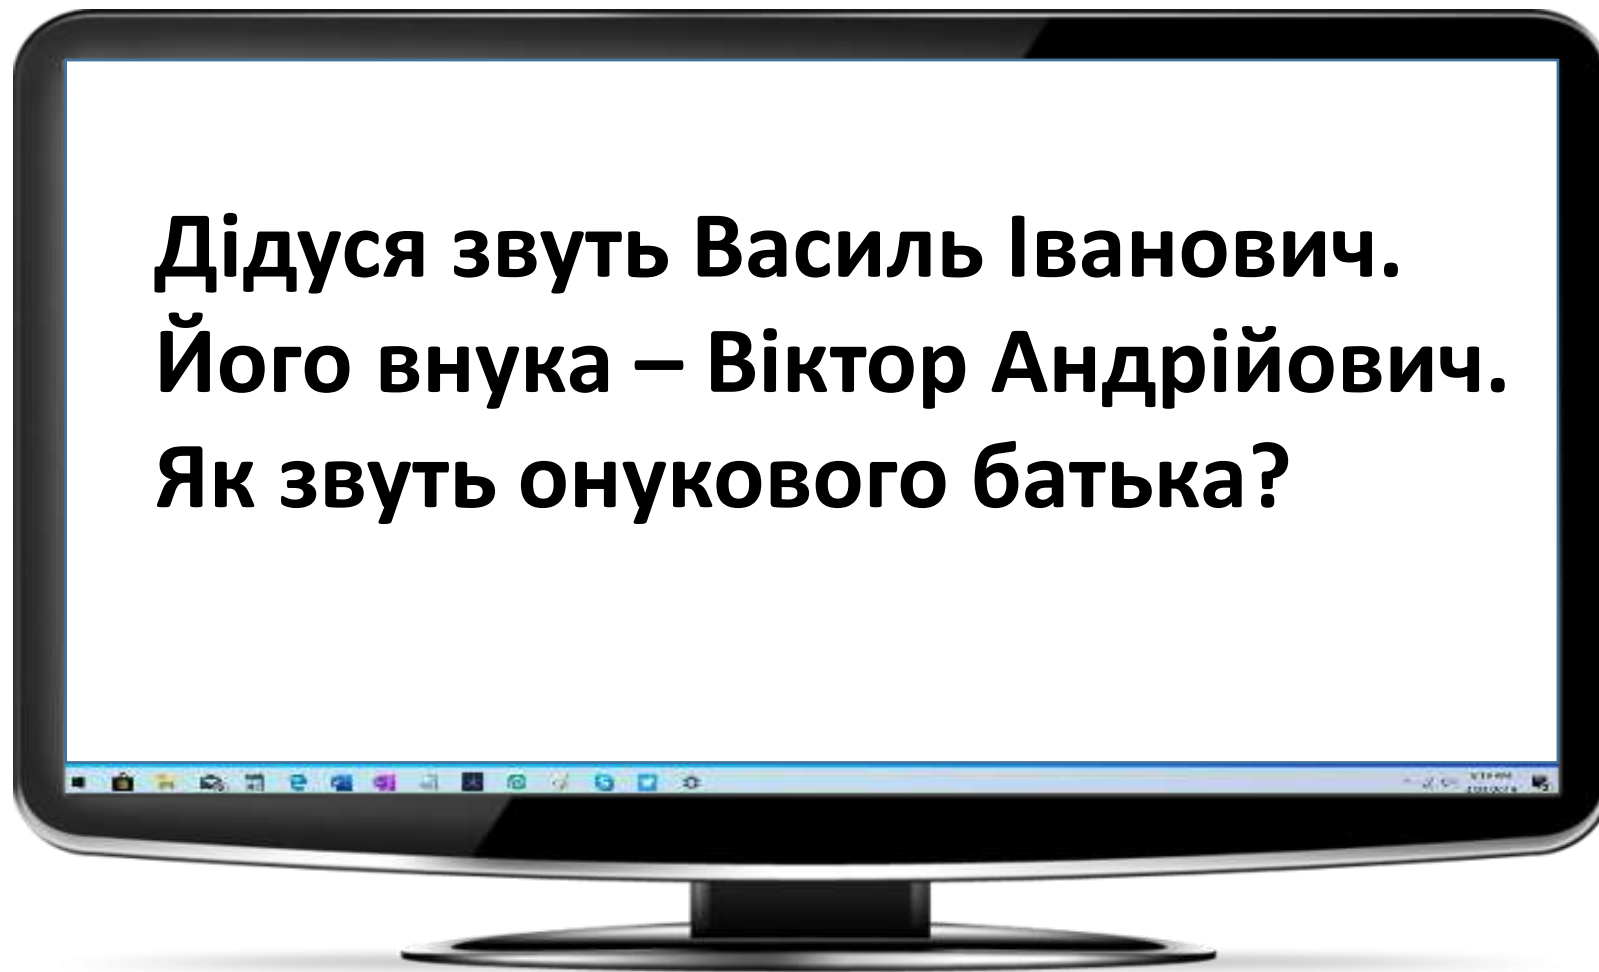 Дідуся звуть Василь Іванович.
Його внука – Віктор Андрійович.
Як звуть онукового батька?